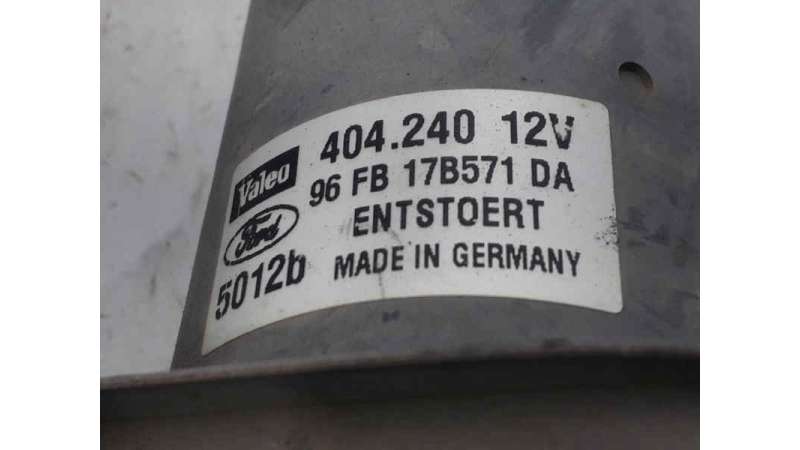 Valeo 404.240 12V
96 FB 17B571 DA
Ford ENTSTOERT
5012b MADE IN GERMANY